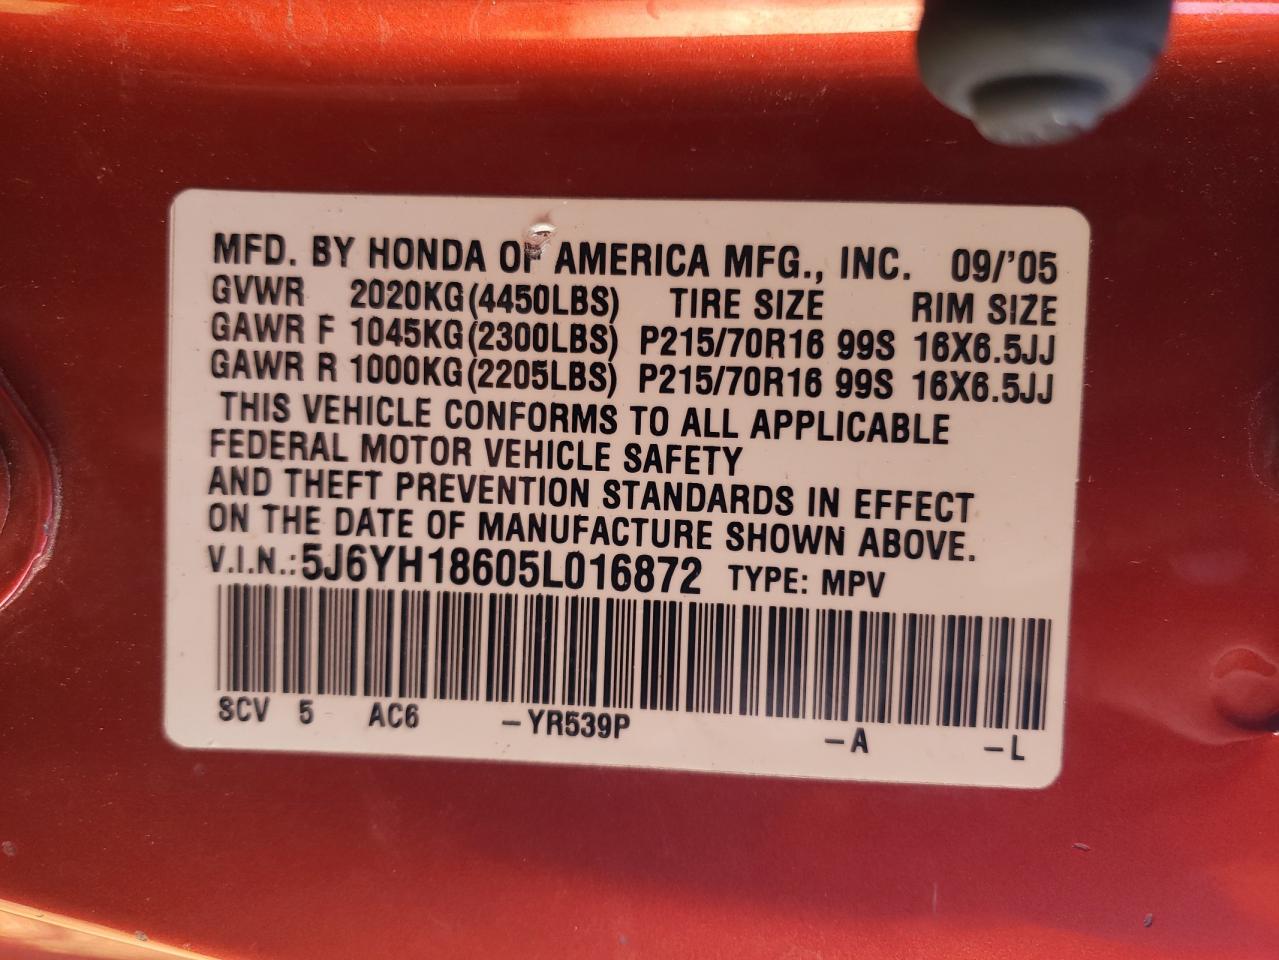 MFD. BY HONDA OF AMERICA MFG., INC. 09/'05
GVWR 2020KG(4450LBS) TIRE SIZE RIM SIZE
GAWR F 1045KG(2300LBS) P215/70R16 99S 16X6.5JJ
GAWR R 1000KG(2205LBS) P215/70R16 99S 16X6.5JJ
THIS VEHICLE CONFORMS TO ALL APPLICABLE
FEDERAL MOTOR VEHICLE SAFETY
AND THEFT PREVENTION STANDARDS IN EFFECT
ON THE DATE OF MANUFACTURE SHOWN ABOVE.
V.I.N.: 5J6YH18605L016872 TYPE: MPV
SCV 5 AC6 -YR539P -A -L